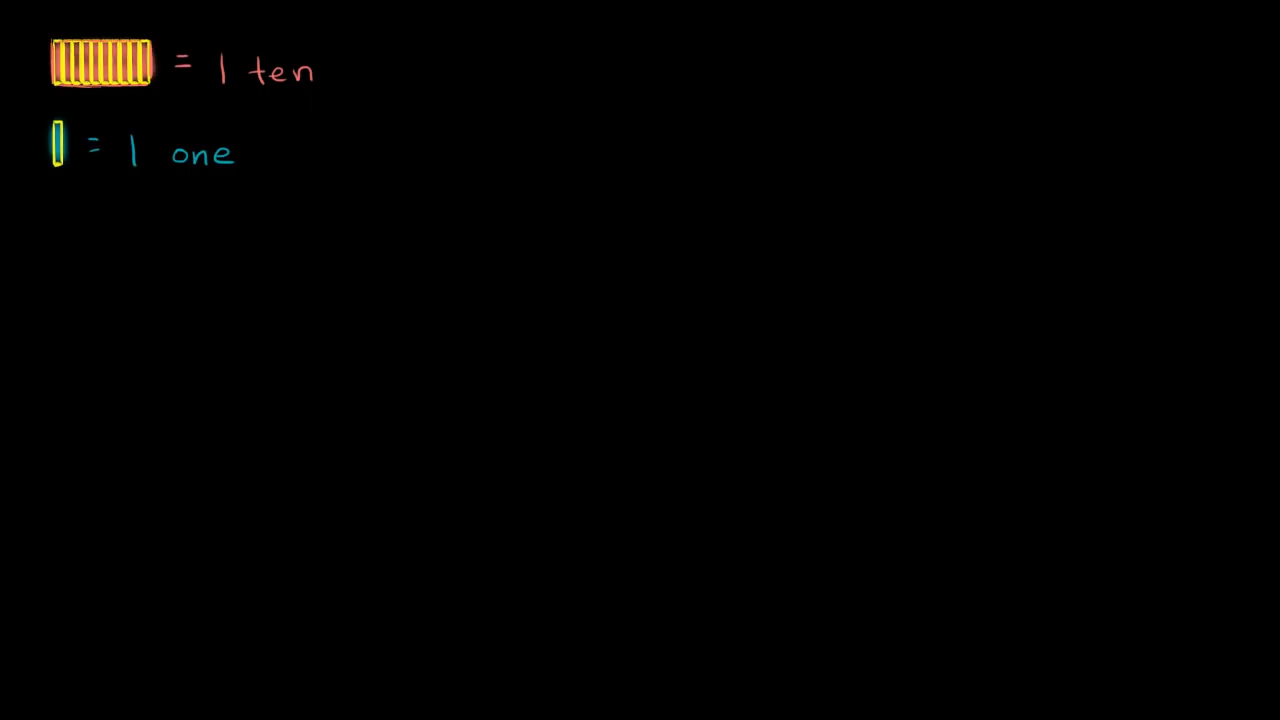 = 1 ten
= 1 one